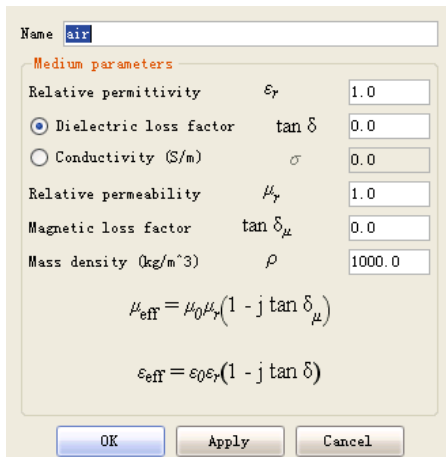 Name air
Medium parameters
Relative permittivity εr 1.0
Dielectric loss factor tan δ 0.0
Conductivity (S/m) σ 0.0
Relative permeability μr 1.0
Magnetic loss factor tan δμ 0.0
Mass density (kg/m^3) ρ 1000.0
μeff = μ0μr(1 - j tan δμ)
εeff = ε0εr(1 - j tan δ)
OK Apply Cancel